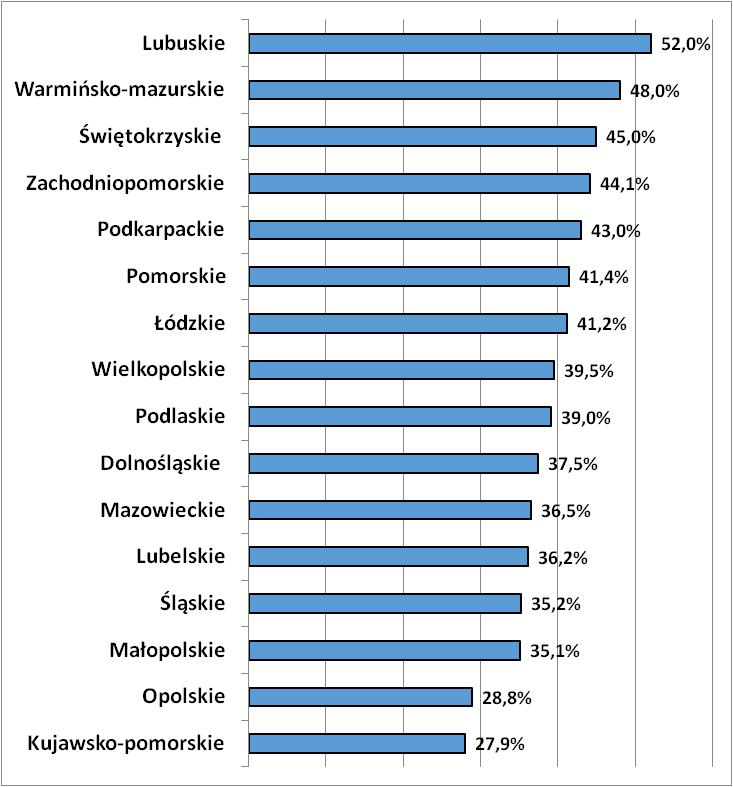 Lubuskie 52,0%
Warmińsko-mazurskie 48,0%
Świętokrzyskie 45,0%
Zachodniopomorskie 44,1%
Podkarpackie 43,0%
Pomorskie 41,4%
Łódzkie 41,2%
Wielkopolskie 39,5%
Podlaskie 39,0%
Dolnośląskie 37,5%
Mazowieckie 36,5%
Lubelskie 36,2%
Śląskie 35,2%
Małopolskie 35,1%
Opolskie 28,8%
Kujawsko-pomorskie 27,9%